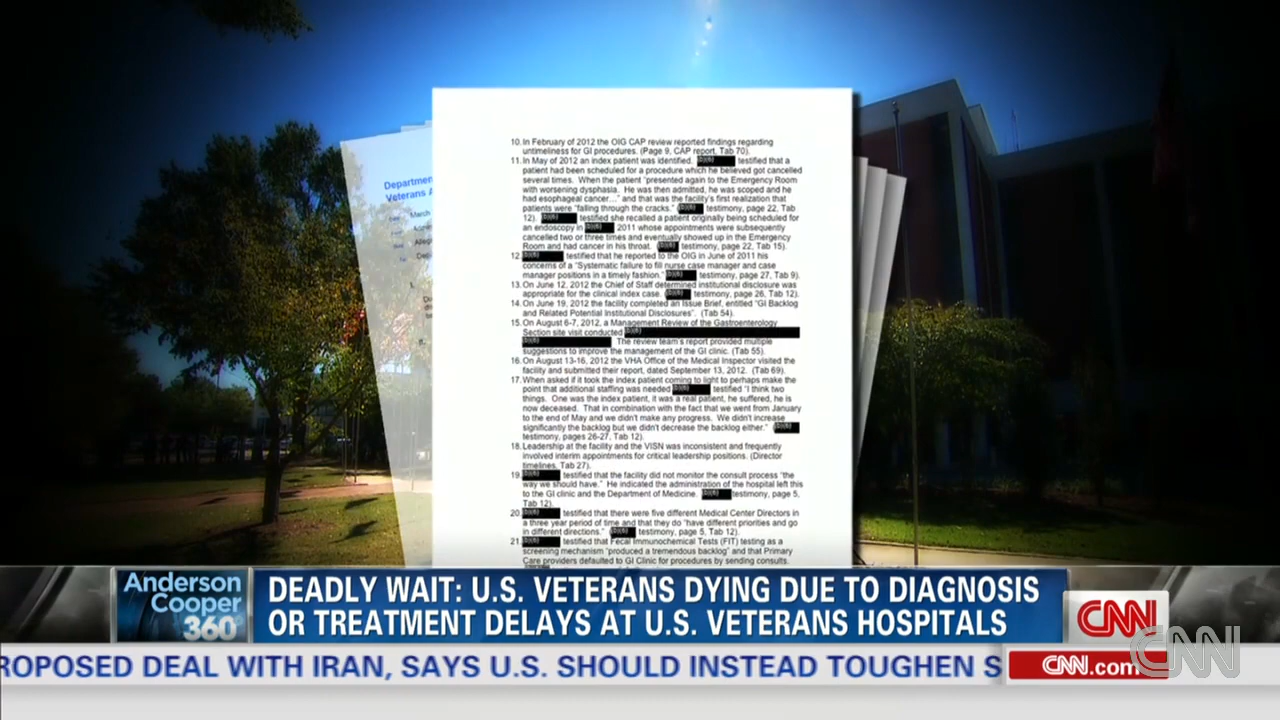 Department
Veterans A
March
10. In February of 2012 the OIG CAP review reported findings regarding
untimeliness for GI procedures. (Page 9, CAP report, Tab 70).
11. In May of 2012 an index patient was identified. (b)(6) testified that a
patient had been scheduled for a procedure which he believed got cancelled
several times. When the patient "presented again to the Emergency Room
with worsening dysphasia. He was then admitted, he was scoped and he
had esophageal cancer…" and that was the facility's first realization that
patients were "falling through the cracks." (b)(6) testimony, page 22, Tab
12). (b)(6) testified she recalled a patient originally being scheduled for
an endoscopy in (b)(6) 2011 whose appointments were subsequently
cancelled two or three times and eventually showed up in the Emergency
Room and had cancer in his throat. (b)(6) testimony, page 22, Tab 15).
12. (b)(6) testified that he reported to the OIG in June of 2011 his
concerns of a "Systematic failure to fill nurse case manager and case
manager positions in a timely fashion." (b)(6) testimony, page 27, Tab 9).
13. On June 12, 2012 the Chief of Staff determined institutional disclosure was
appropriate for the clinical index case. (b)(6) testimony, page 26, Tab 12).
14. On June 19, 2012 the facility completed an Issue Brief, entitled "GI Backlog
and Related Potential Institutional Disclosures". (Tab 54).
15. On August 6-7, 2012, a Management Review of the Gastroenterology
Section site visit conducted (b)(6)
(b)(6) The review team's report provided multiple
suggestions to improve the management of the GI clinic. (Tab 55).
16. On August 13-16, 2012 the VHA Office of the Medical Inspector visited the
facility and submitted their report, dated September 13, 2012. (Tab 69).
17. When asked if it took the index patient coming to light to perhaps make the
point that additional staffing was needed (b)(6) testified "I think two
things. One was the index patient, it was a real patient, he suffered, he is
now deceased. That in combination with the fact that we went from January
to the end of May and we didn't make any progress. We didn't increase
significantly the backlog but we didn't decrease the backlog either." (b)(6)
testimony, pages 26-27, Tab 12).
18. Leadership at the facility and the VISN was inconsistent and frequently
involved interim appointments for critical leadership positions. (Director
timelines, Tab 27).
19. (b)(6) testified that the facility did not monitor the consult process "the
way we should have." He indicated the administration of the hospital left this
to the GI clinic and the Department of Medicine. (b)(6) testimony, page 5,
Tab 12).
20. (b)(6) testified that there were five different Medical Center Directors in
a three year period of time and that they do "have different priorities and go
in different directions." (b)(6) testimony, page 5, Tab 12).
21. (b)(6) testified that Fecal Immunochemical Tests (FIT) testing as a
screening mechanism "produced a tremendous backlog" and that Primary
Care providers defaulted to GI Clinic for procedures by sending consults.
Anderson
Cooper
360°
DEADLY WAIT: U.S. VETERANS DYING DUE TO DIAGNOSIS
OR TREATMENT DELAYS AT U.S. VETERANS HOSPITALS
CNN
ROPOSED DEAL WITH IRAN, SAYS U.S. SHOULD INSTEAD TOUGHEN S
CNN.com
CNN